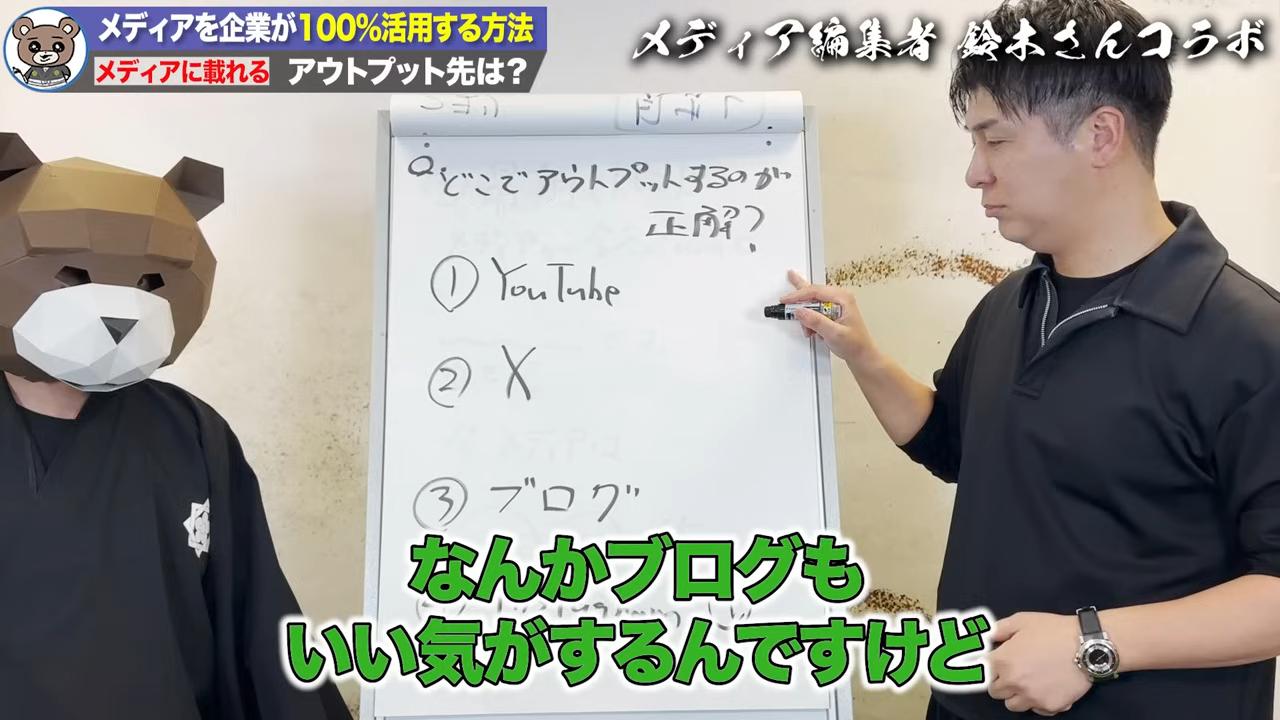 メディアを企業が100%活用する方法
メディアに載れる アウトプット先は?
メディア編集者 鈴木さんコラボ
Q. どこでアウトプットするのが
正解?
① YouTube
② X
③ ブログ
なんかブログも
いい気がするんですけど